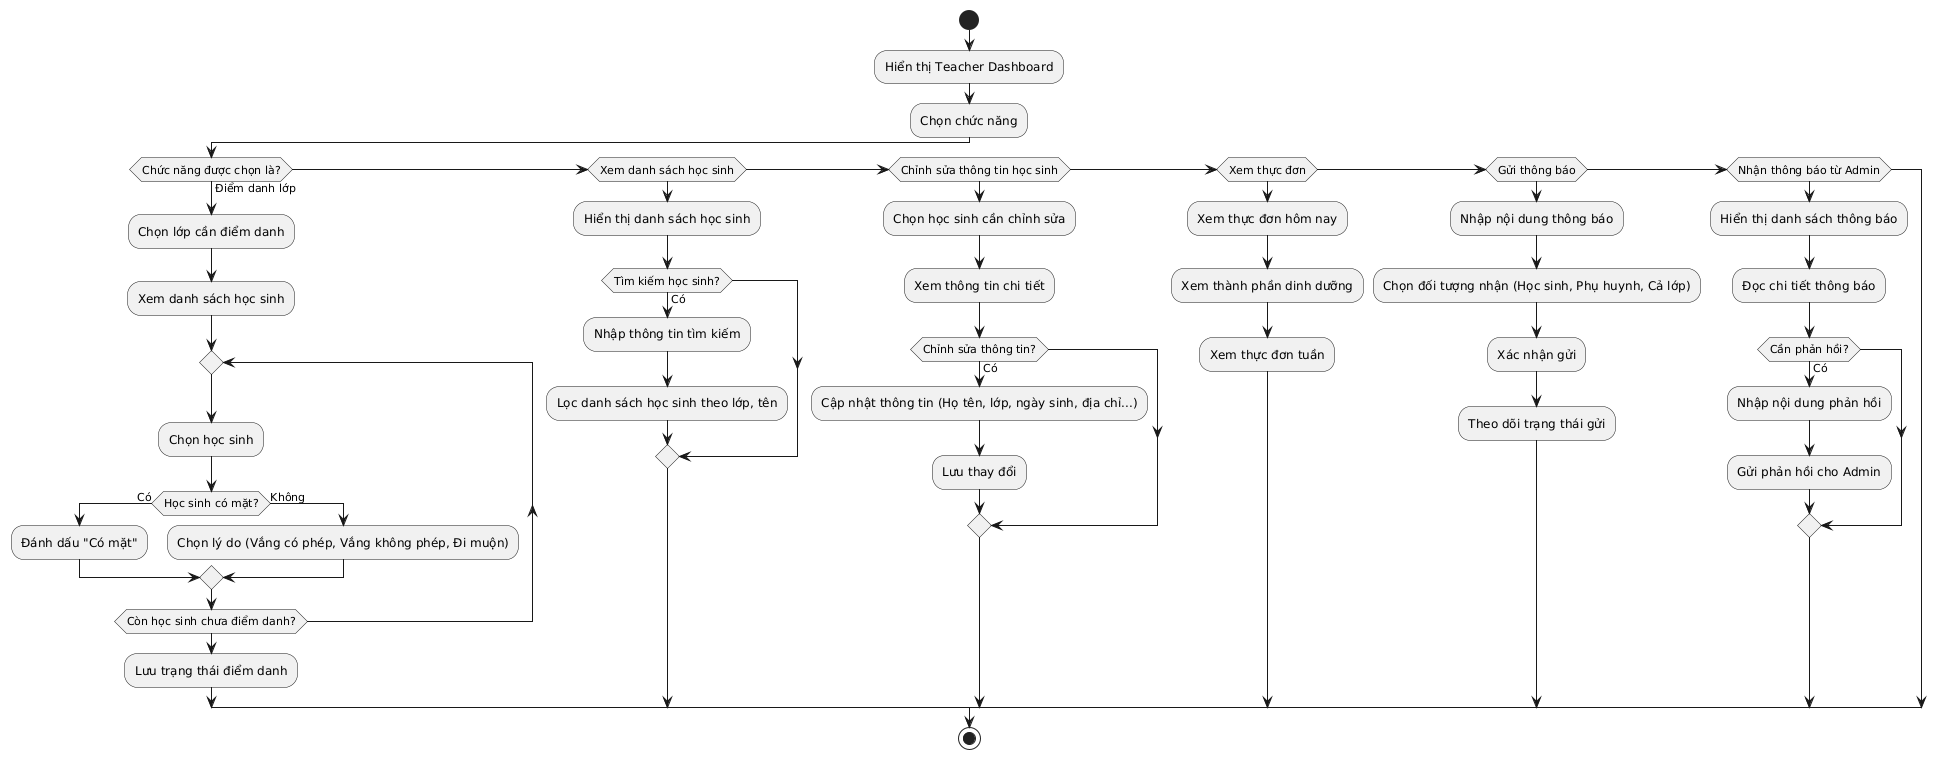 Hiển thị Teacher Dashboard
Chọn chức năng
Chức năng được chọn là?
Điểm danh lớp
Chọn lớp cần điểm danh
Xem danh sách học sinh
Chọn học sinh
Học sinh có mặt?
Có
Không
Đánh dấu "Có mặt"
Chọn lý do (Vắng có phép, Vắng không phép, Đi muộn)
Còn học sinh chưa điểm danh?
Lưu trạng thái điểm danh
Xem danh sách học sinh
Hiển thị danh sách học sinh
Tìm kiếm học sinh?
Có
Nhập thông tin tìm kiếm
Lọc danh sách học sinh theo lớp, tên
Chỉnh sửa thông tin học sinh
Chọn học sinh cần chỉnh sửa
Xem thông tin chi tiết
Chỉnh sửa thông tin?
Có
Cập nhật thông tin (Họ tên, lớp, ngày sinh, địa chỉ...)
Lưu thay đổi
Xem thực đơn
Xem thực đơn hôm nay
Xem thành phần dinh dưỡng
Xem thực đơn tuần
Gửi thông báo
Nhập nội dung thông báo
Chọn đối tượng nhận (Học sinh, Phụ huynh, Cả lớp)
Xác nhận gửi
Theo dõi trạng thái gửi
Nhận thông báo từ Admin
Hiển thị danh sách thông báo
Đọc chi tiết thông báo
Cần phản hồi?
Có
Nhập nội dung phản hồi
Gửi phản hồi cho Admin